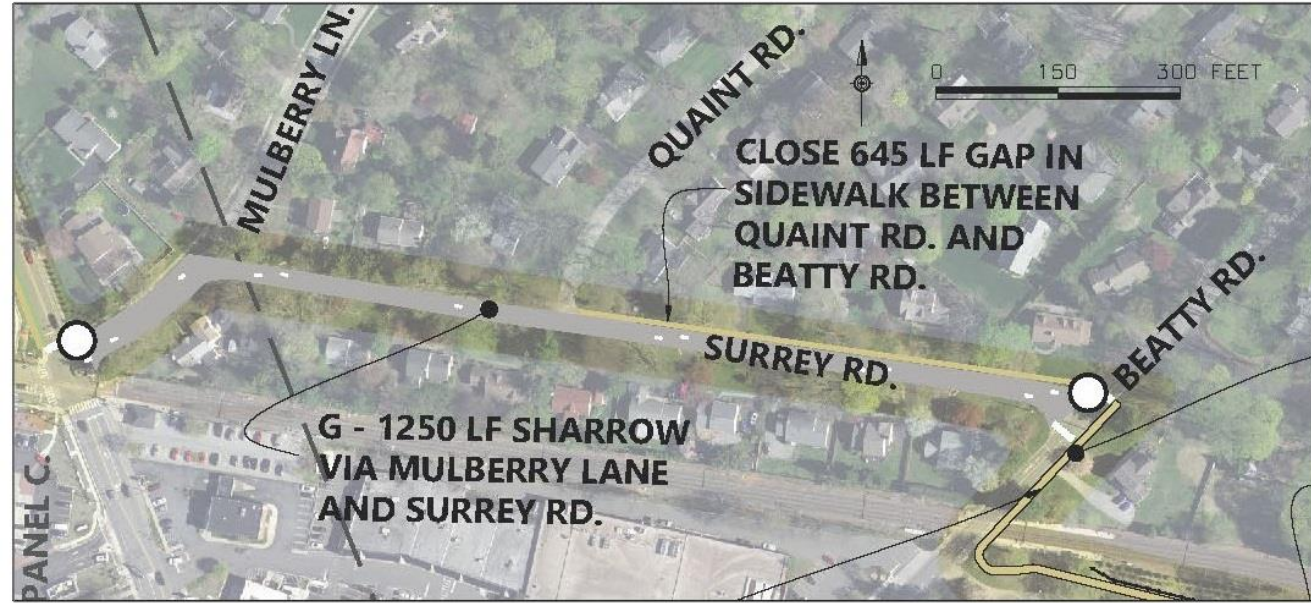 MULBERRY LN.
QUAINT RD.
0 150 300 FEET
CLOSE 645 LF GAP IN
SIDEWALK BETWEEN
QUAINT RD. AND
BEATTY RD.
BEATTY RD.
SURREY RD.
G - 1250 LF SHARROW
VIA MULBERRY LANE
AND SURREY RD.
PANEL C.